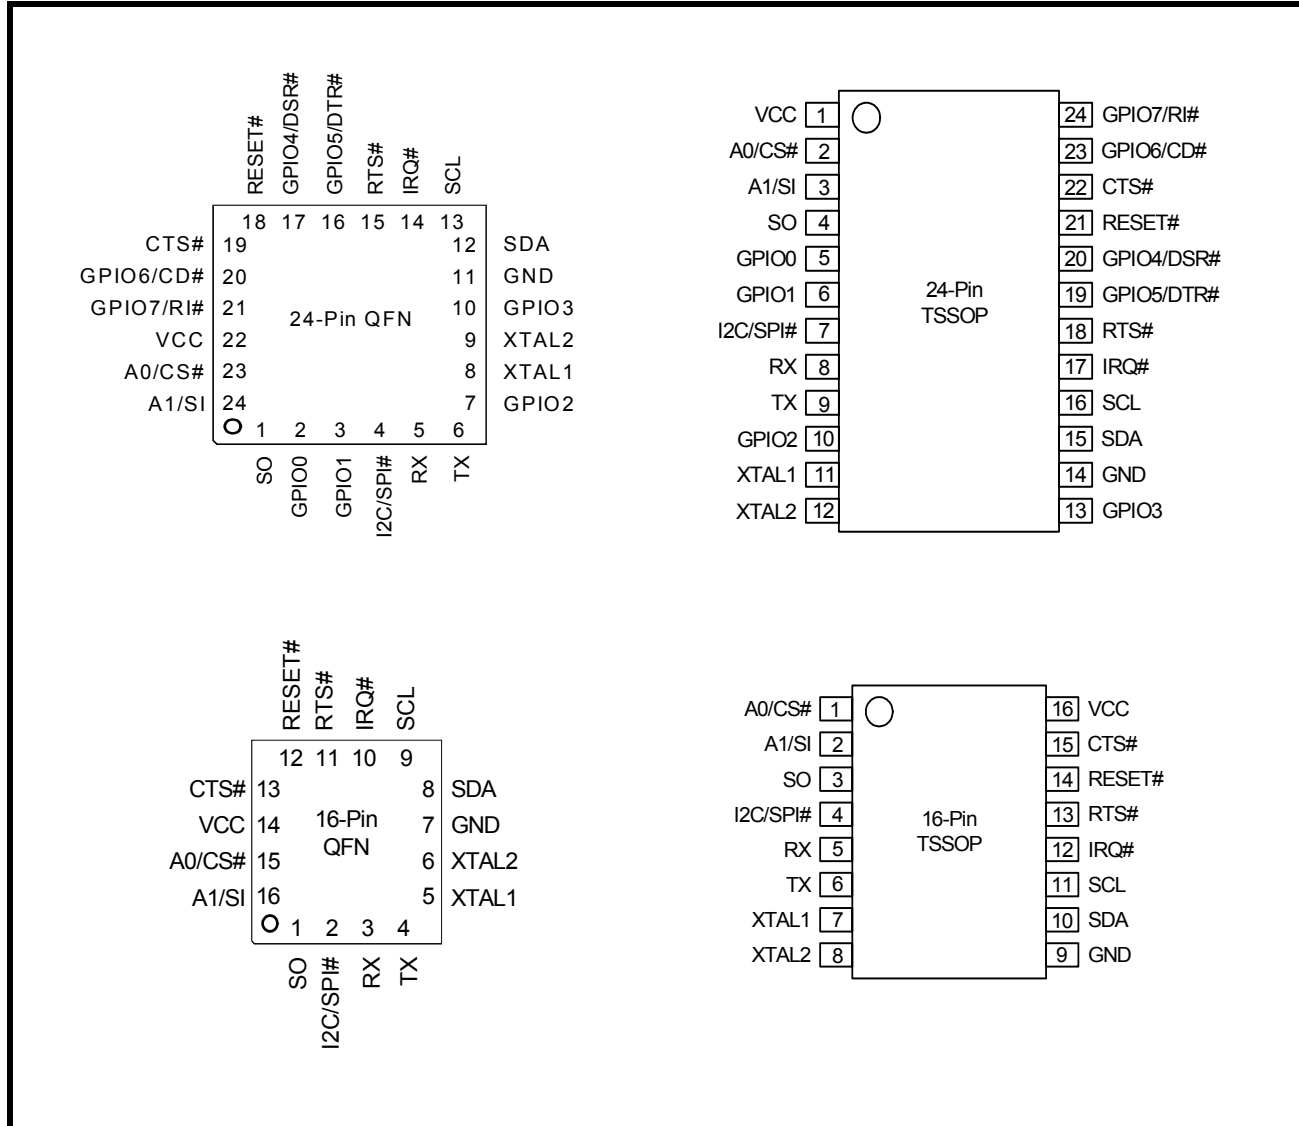 RESET#
GPIO4/DSR#
GPIO5/DTR#
RTS#
IRQ#
SCL
18 17 16 15 14 13
CTS# 19 12 SDA
GPIO6/CD# 20 11 GND
GPIO7/RI# 21 10 GPIO3
24-Pin QFN
VCC 22 9 XTAL2
A0/CS# 23 8 XTAL1
A1/SI 24 7 GPIO2
1 2 3 4 5 6
SO
GPIO0
GPIO1
I2C/SPI#
RX
TX
VCC 1 24 GPIO7/RI#
A0/CS# 2 23 GPIO6/CD#
A1/SI 3 22 CTS#
SO 4 21 RESET#
GPIO0 5 20 GPIO4/DSR#
GPIO1 6 19 GPIO5/DTR#
24-Pin
TSSOP
I2C/SPI# 7 18 RTS#
RX 8 17 IRQ#
TX 9 16 SCL
GPIO2 10 15 SDA
XTAL1 11 14 GND
XTAL2 12 13 GPIO3
RESET#
RTS#
IRQ#
SCL
12 11 10 9
CTS# 13 8 SDA
VCC 14 7 GND
16-Pin
QFN
A0/CS# 15 6 XTAL2
A1/SI 16 5 XTAL1
1 2 3 4
SO
I2C/SPI#
RX
TX
A0/CS# 1 16 VCC
A1/SI 2 15 CTS#
SO 3 14 RESET#
I2C/SPI# 4 13 RTS#
16-Pin
TSSOP
RX 5 12 IRQ#
TX 6 11 SCL
XTAL1 7 10 SDA
XTAL2 8 9 GND